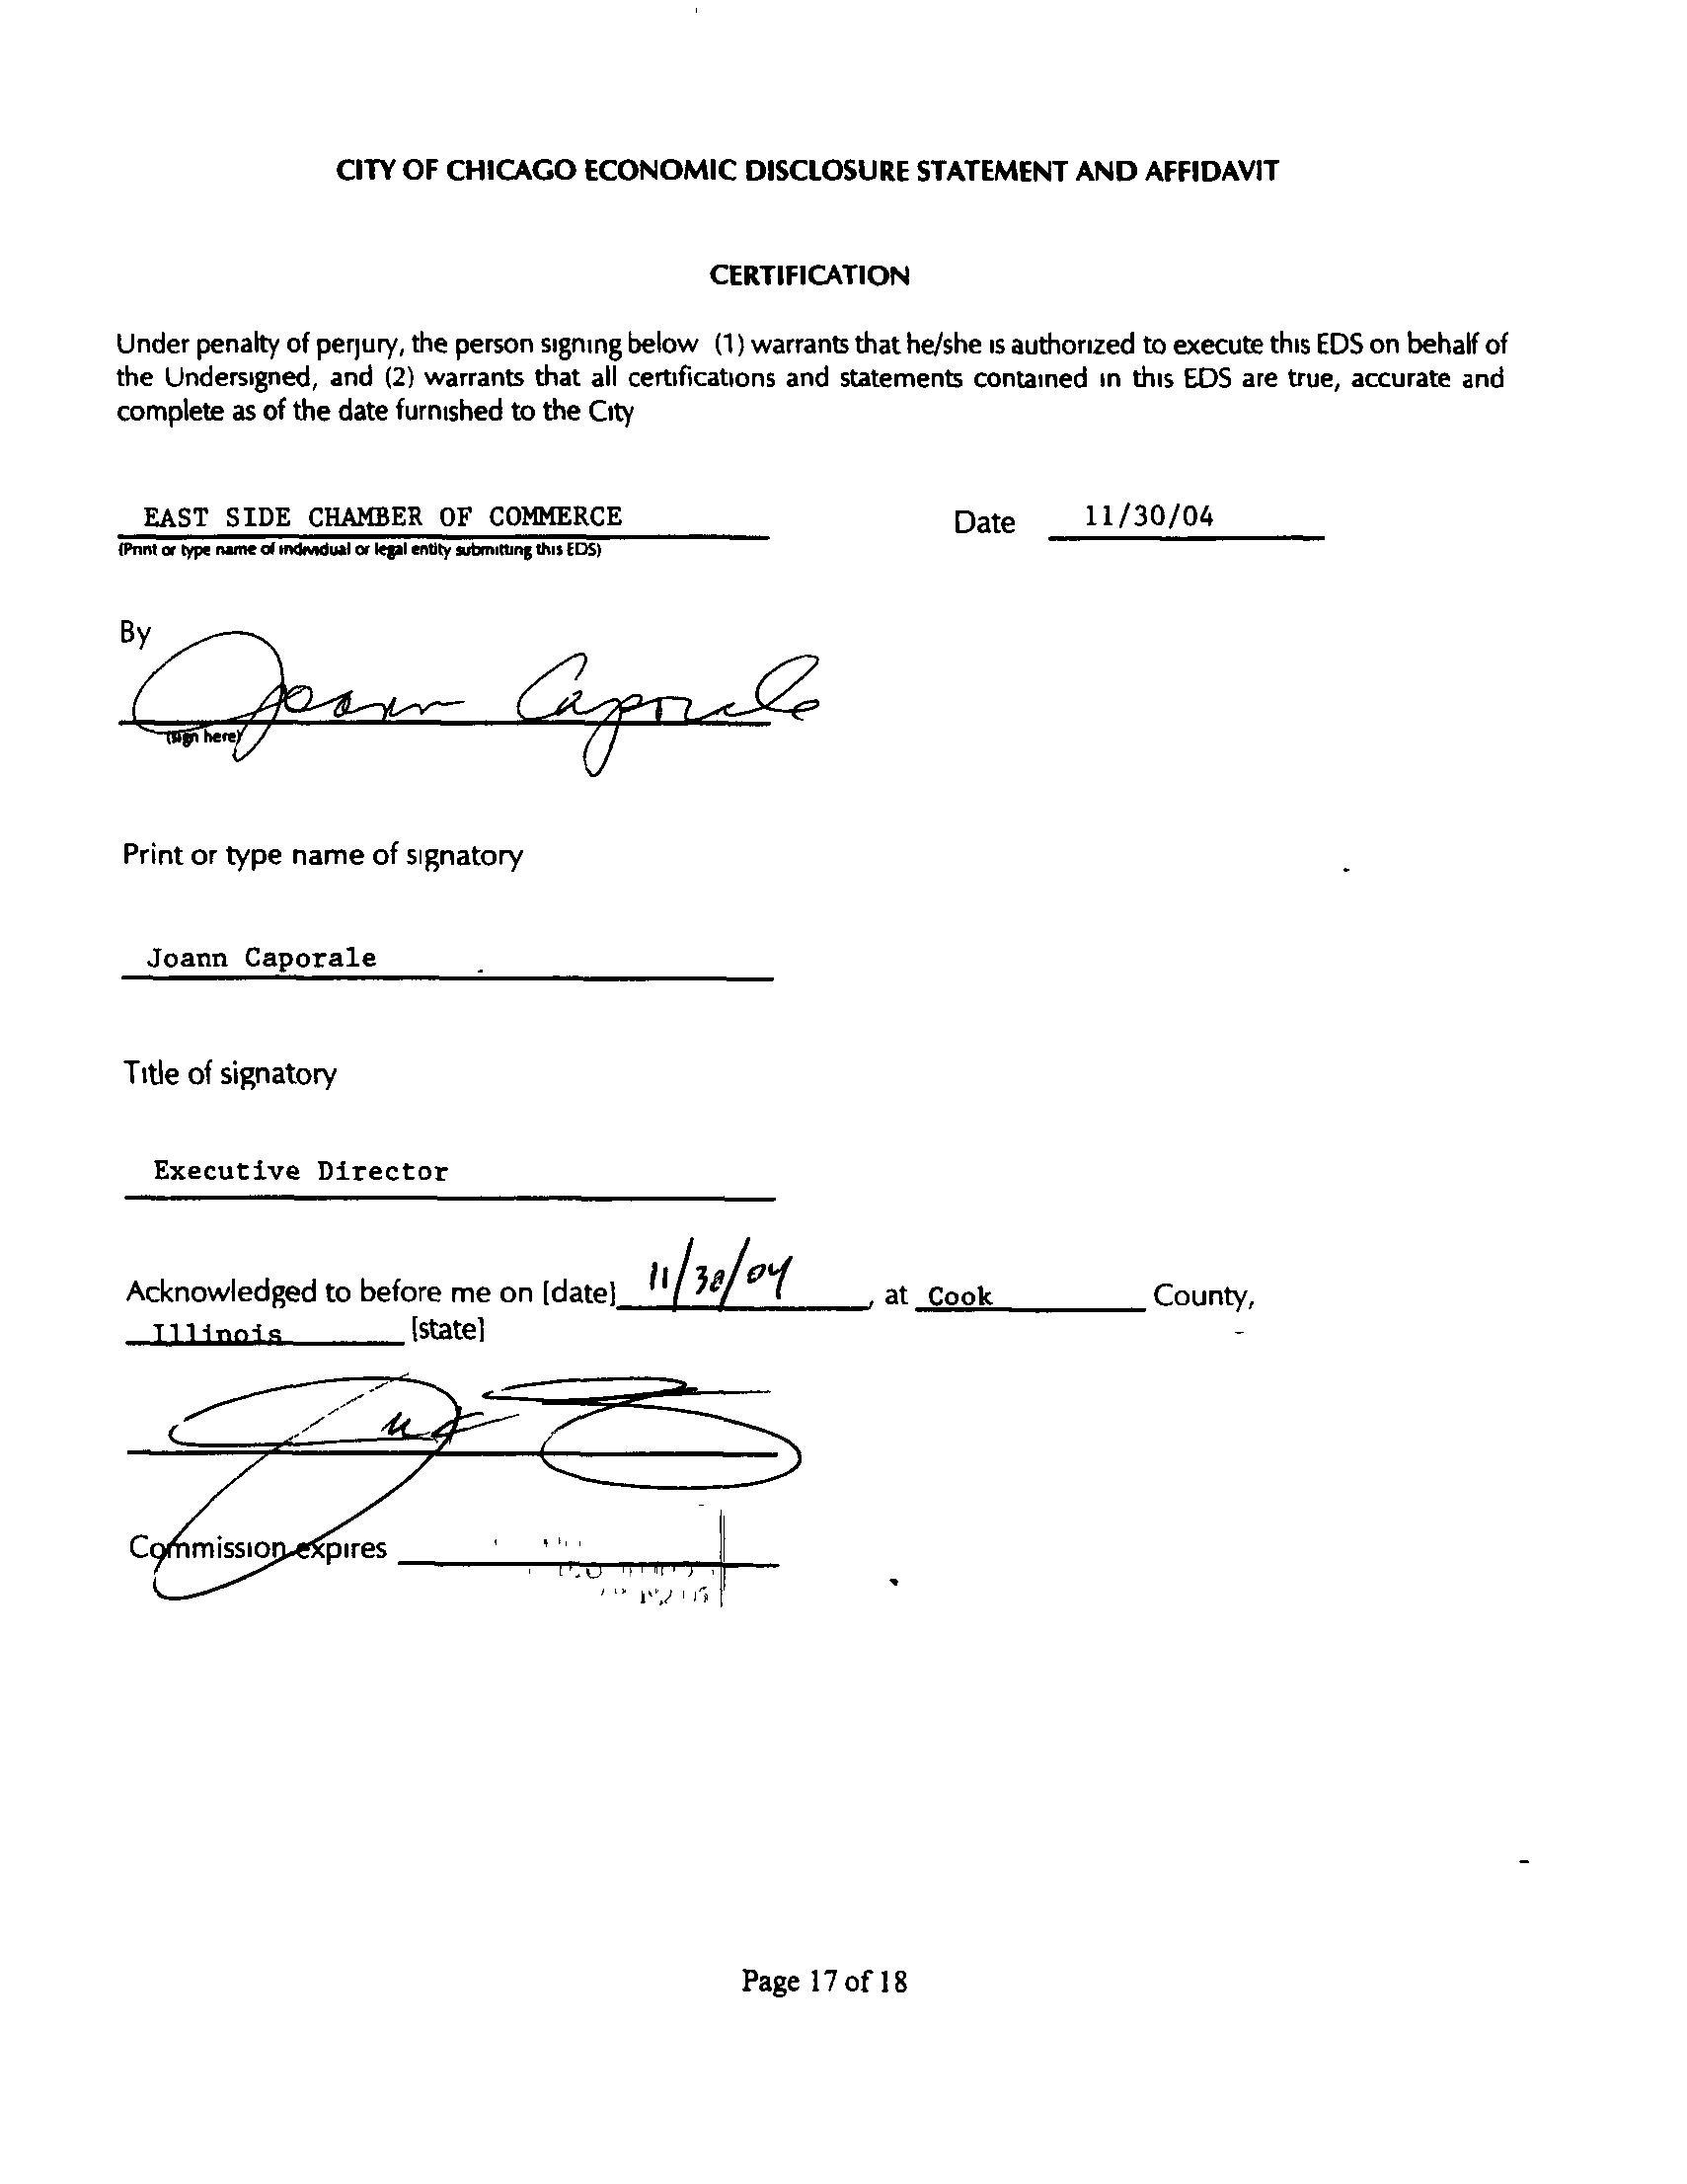 CITY OF CHICAGO ECONOMIC DISCLOSURE STATEMENT AND AFFIDAVIT
CERTIFICATION
Under penalty of perjury, the person signing below (1) warrants that he/she is authorized to execute this EDS on behalf of
the Undersigned, and (2) warrants that all certifications and statements contained in this EDS are true, accurate and
complete as of the date furnished to the City
EAST SIDE CHAMBER OF COMMERCE Date 11/30/04
(Print or type name of individual or legal entity submitting this EDS)
By
Joann Caporale
(sign here)
Print or type name of signatory
Joann Caporale
Title of signatory
Executive Director
Acknowledged to before me on [date] 11/30/04, at Cook County,
Illinois [state]
Commission expires
Page 17 of 18